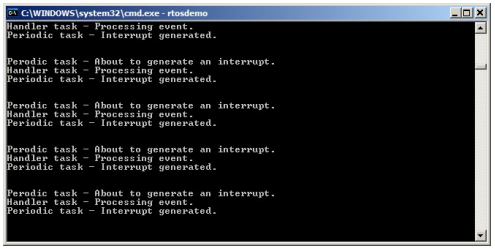 C:\WINDOWS\system32\cmd.exe - rtosdemo
Handler task - Processing event.
Periodic task - Interrupt generated.
Perodic task - About to generate an interrupt.
Handler task - Processing event.
Periodic task - Interrupt generated.
Perodic task - About to generate an interrupt.
Handler task - Processing event.
Periodic task - Interrupt generated.
Perodic task - About to generate an interrupt.
Handler task - Processing event.
Periodic task - Interrupt generated.
Perodic task - About to generate an interrupt.
Handler task - Processing event.
Periodic task - Interrupt generated.